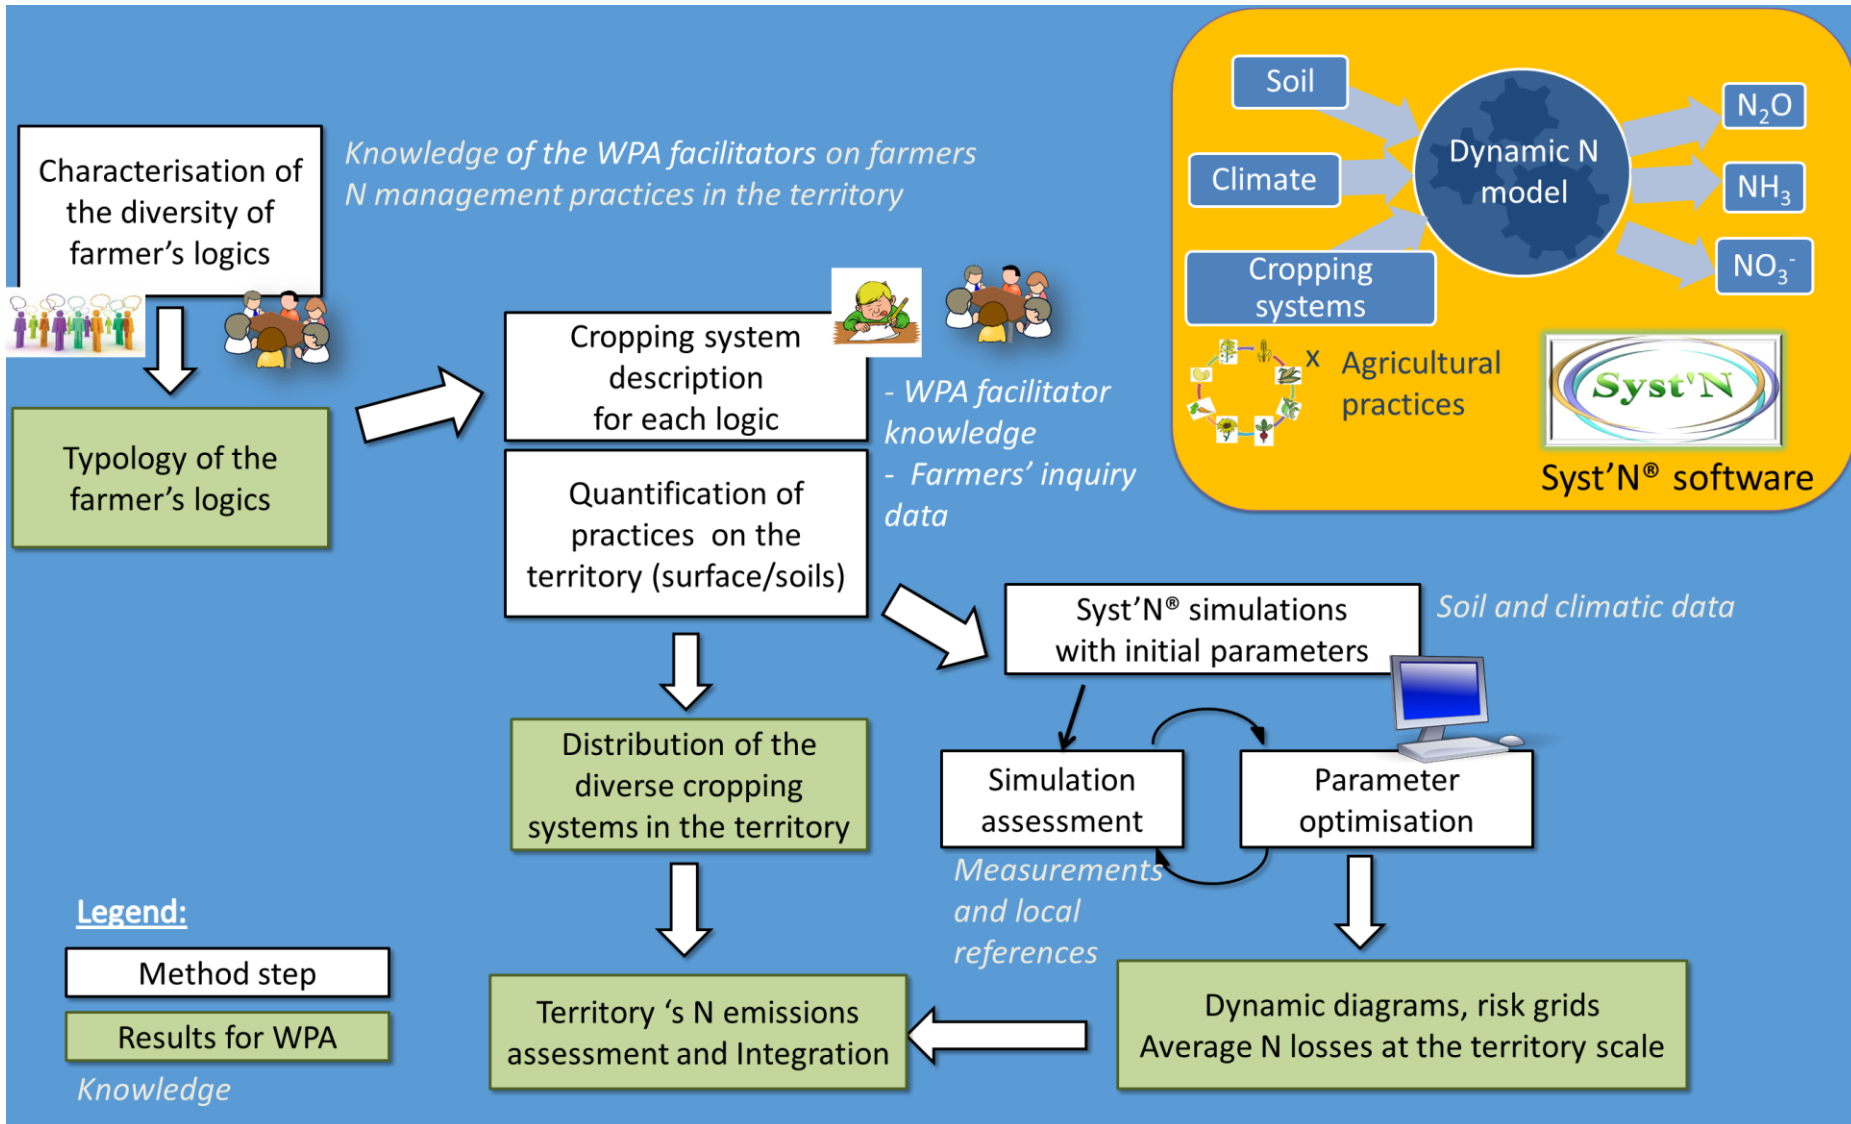 Characterisation of
the diversity of
farmer's logics
Knowledge of the WPA facilitators on farmers
N management practices in the territory
Typology of the
farmer's logics
Cropping system
description
for each logic
- WPA facilitator
knowledge
- Farmers' inquiry
data
Quantification of
practices on the
territory (surface/soils)
Soil
Climate
Cropping
systems
Dynamic N
model
N₂O
NH₃
NO₃⁻
x Agricultural
practices
Syst'N
Syst'N® software
Syst'N® simulations
with initial parameters
Soil and climatic data
Distribution of the
diverse cropping
systems in the territory
Simulation
assessment
Parameter
optimisation
Measurements
and local
references
Territory 's N emissions
assessment and Integration
Dynamic diagrams, risk grids
Average N losses at the territory scale
Legend:
Method step
Results for WPA
Knowledge